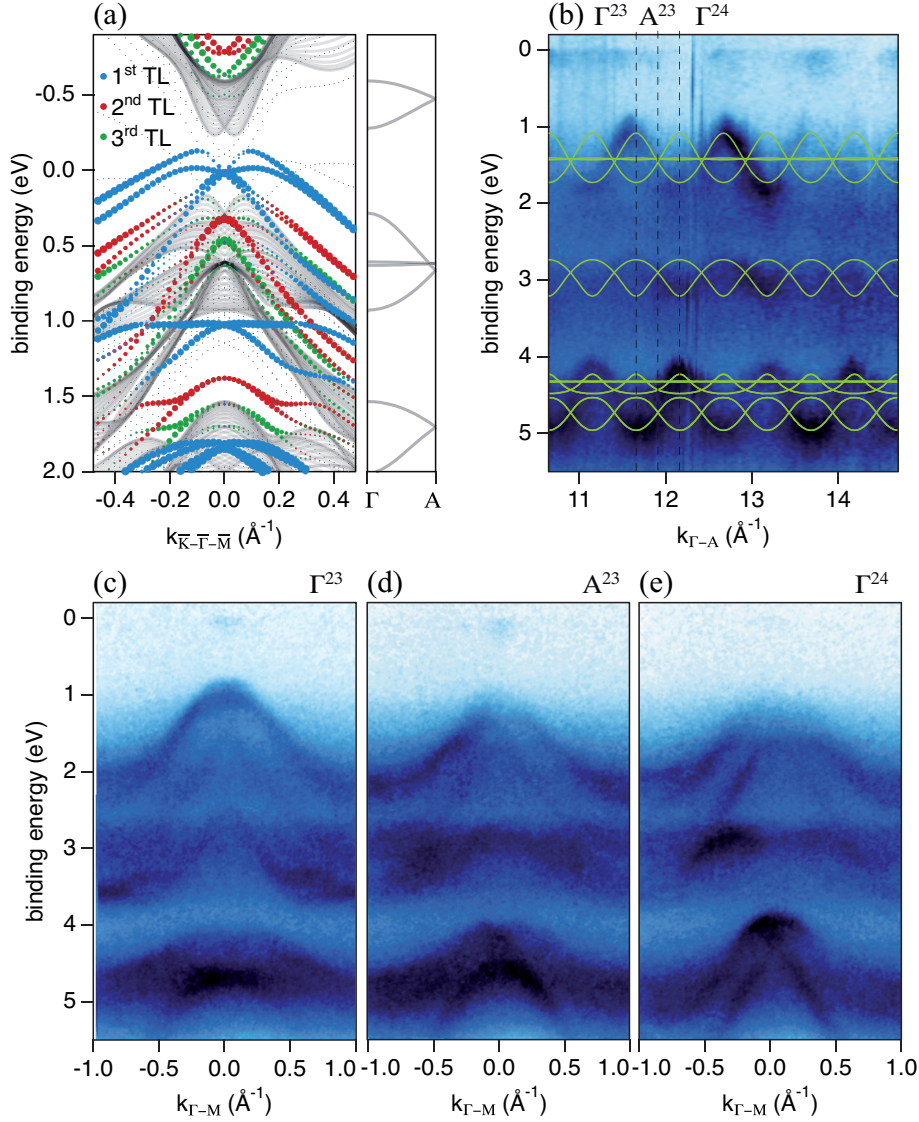 (a)
1st TL
2nd TL
3rd TL
-0.5
0.0
0.5
1.0
1.5
2.0
binding energy (eV)
-0.4 -0.2 0.0 0.2 0.4
k K̅-Γ̅-M̅ (Å-1)
Γ A
(b) Γ23 A23 Γ24
0
1
2
3
4
5
binding energy (eV)
11 12 13 14
kΓ-A (Å-1)
(c) Γ23
0
1
2
3
4
5
binding energy (eV)
-1.0 -0.5 0.0 0.5 1.0
kΓ-M (Å-1)
(d) A23
-1.0 -0.5 0.0 0.5 1.0
kΓ-M (Å-1)
(e) Γ24
-1.0 -0.5 0.0 0.5 1.0
kΓ-M (Å-1)